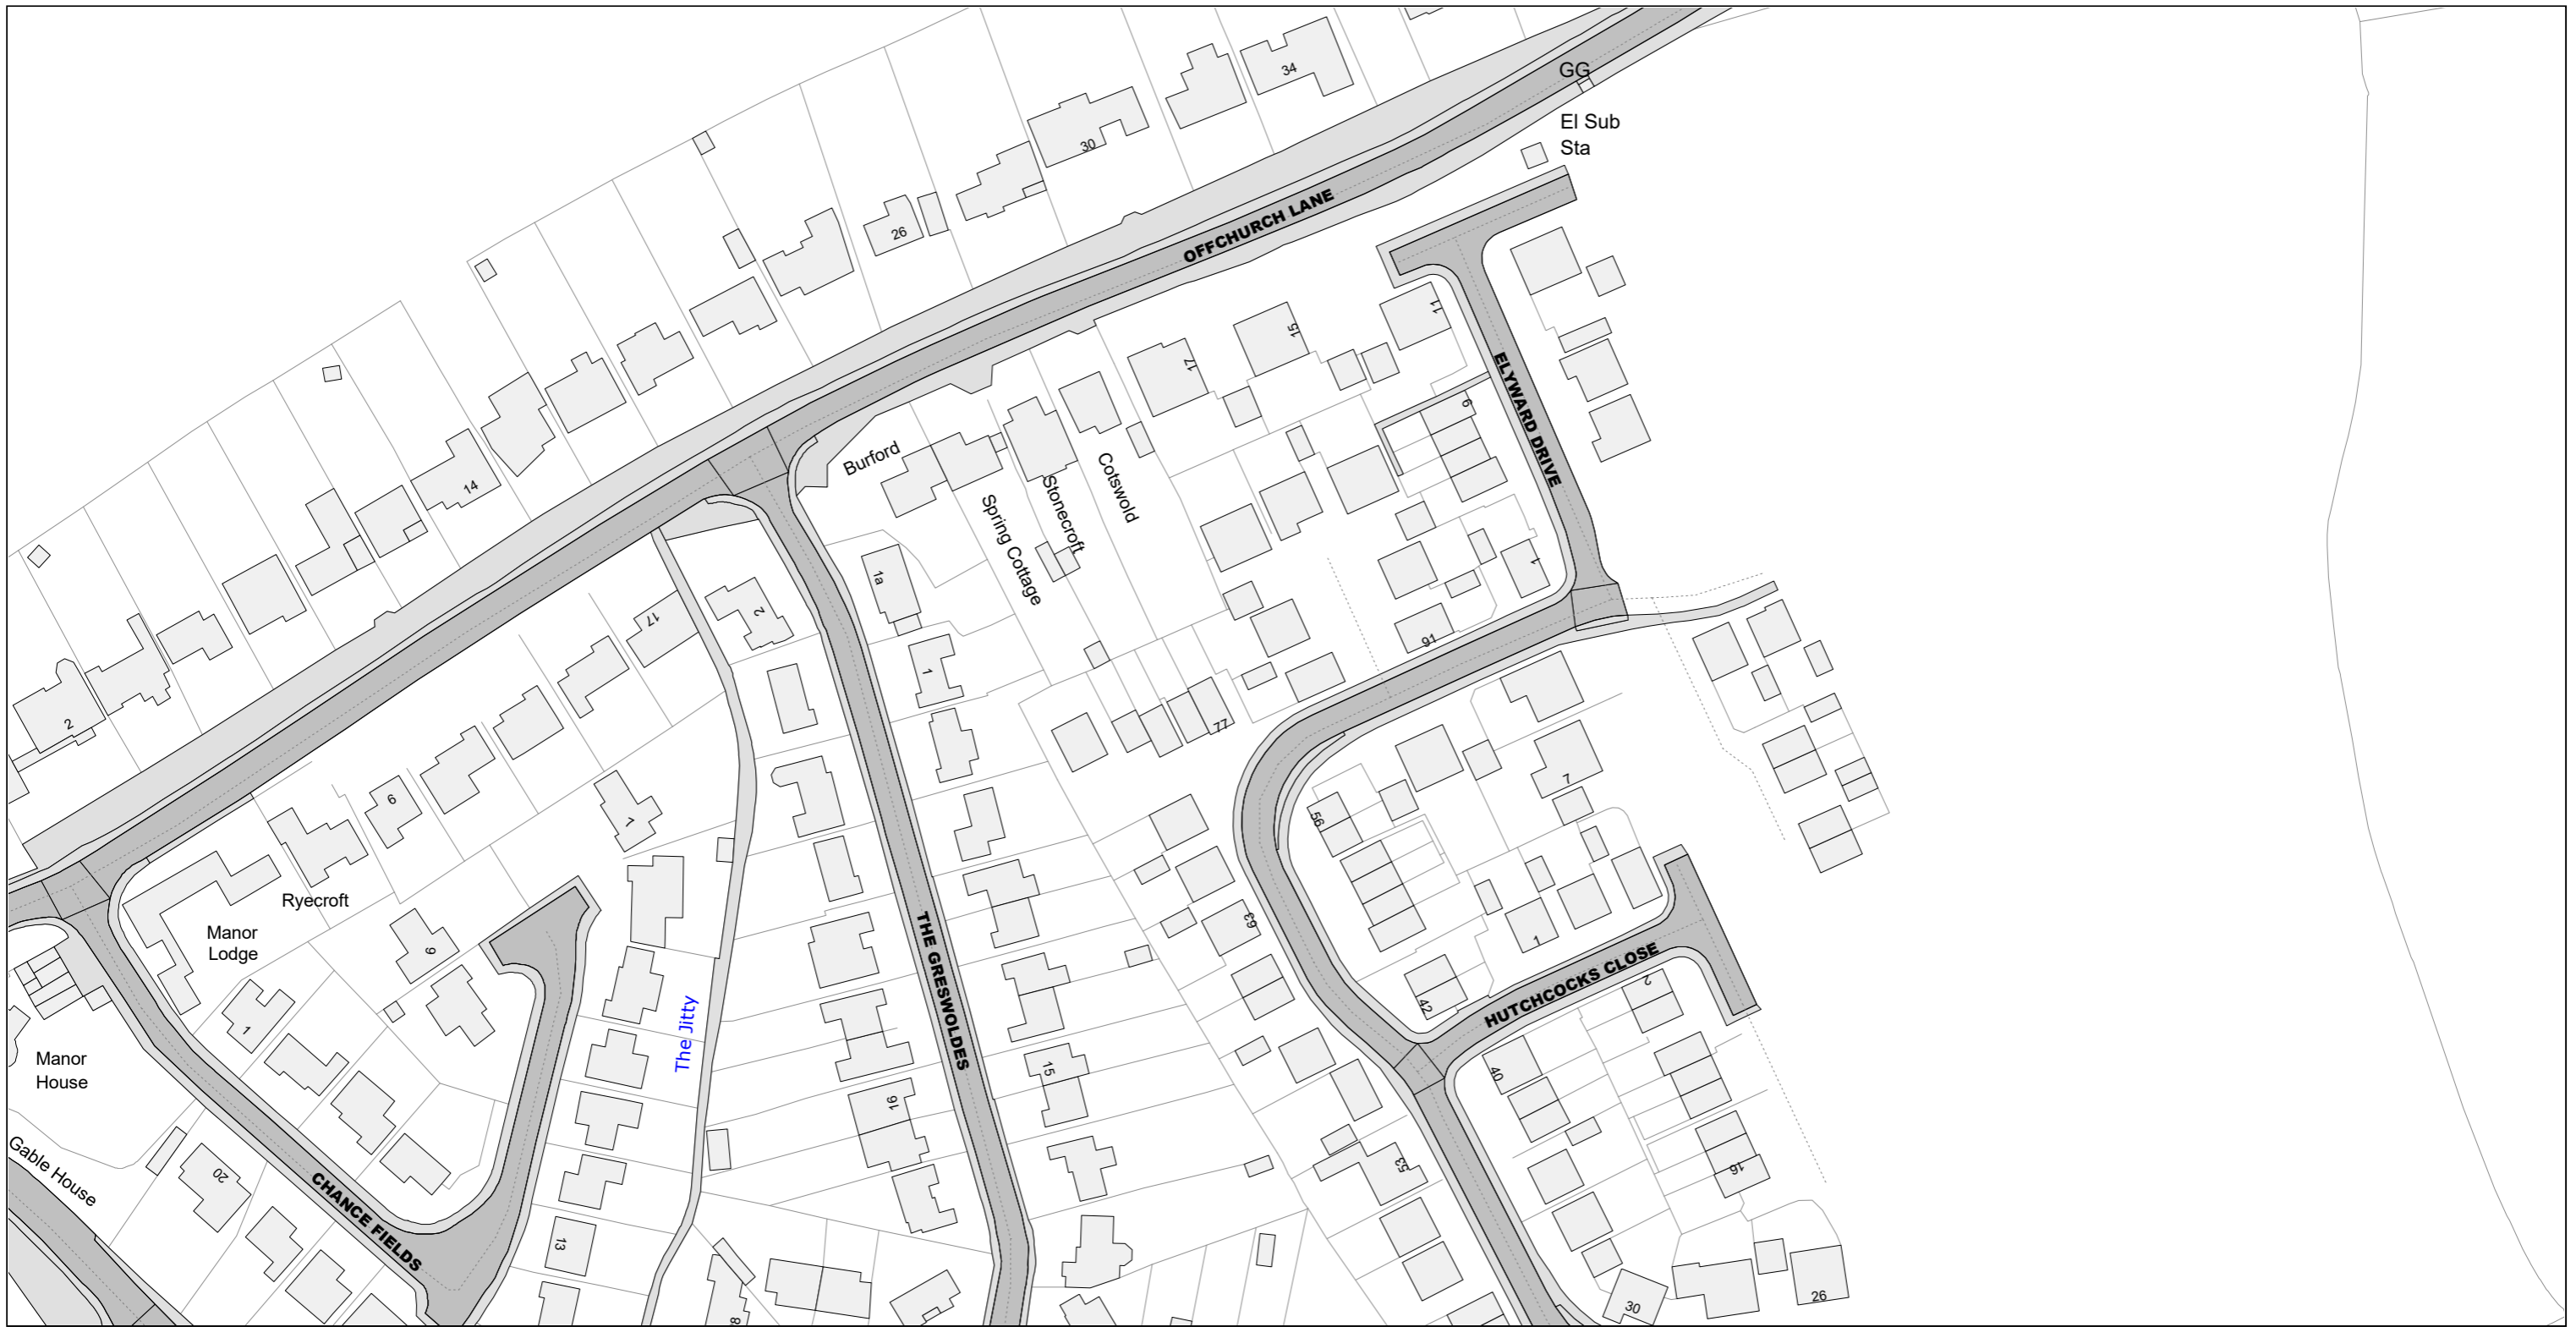 34
GG
El Sub
Sta
30
OFFCHURCH LANE
26
11
15
17
9
ELYWARD DRIVE
14
Burford
Cotswold
Stonecroft
Spring Cottage
1a
1
2
17
1
91
77
2
7
56
6
7
Ryecroft
Manor
Lodge
9
63
1
THE GRESWOLDES
HUTCHCOCKS CLOSE
2
42
1
The Jitty
Manor
House
40
15
16
53
16
Gable House
20
CHANCE FIELDS
13
30
26
8